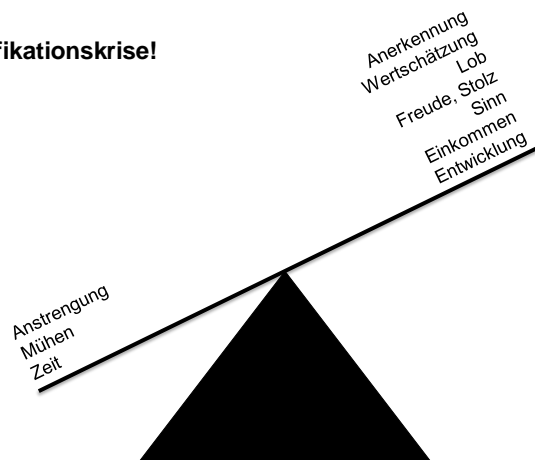 fikationskrise!
Anerkennung
Wertschätzung
Lob
Freude, Stolz
Sinn
Einkommen
Entwicklung
Anstrengung
Mühen
Zeit